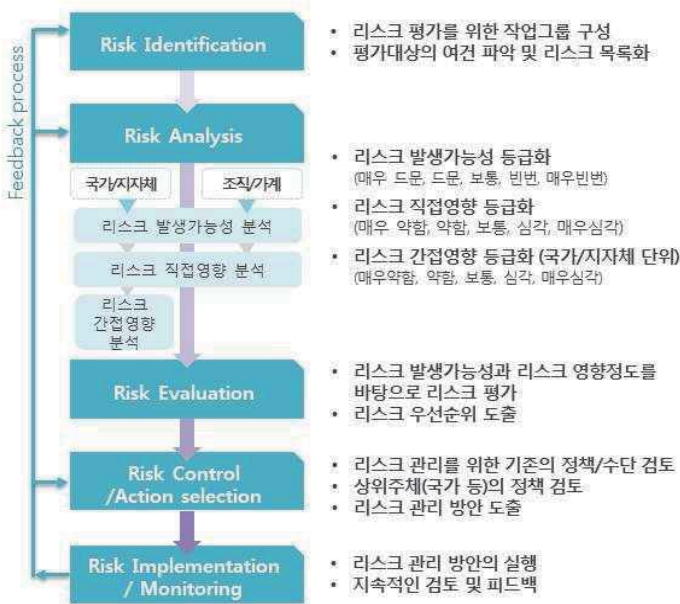 Feedback process
Risk Identification
• 리스크 평가를 위한 작업그룹 구성
• 평가대상의 여건 파악 및 리스크 목록화
Risk Analysis
국가/지자체
조직/가계
리스크 발생가능성 분석
리스크 직접영향 분석
리스크
간접영향
분석
• 리스크 발생가능성 등급화
(매우 드문, 드문, 보통, 빈번, 매우빈번)
• 리스크 직접영향 등급화
(매우 약함, 약함, 보통, 심각, 매우심각)
• 리스크 간접영향 등급화 (국가/지자체 단위)
(매우약함, 약함, 보통, 심각, 매우심각)
Risk Evaluation
• 리스크 발생가능성과 리스크 영향정도를
바탕으로 리스크 평가
• 리스크 우선순위 도출
Risk Control
/Action selection
• 리스크 관리를 위한 기존의 정책/수단 검토
• 상위주체(국가 등)의 정책 검토
• 리스크 관리 방안 도출
Risk Implementation
/ Monitoring
• 리스크 관리 방안의 실행
• 지속적인 검토 및 피드백